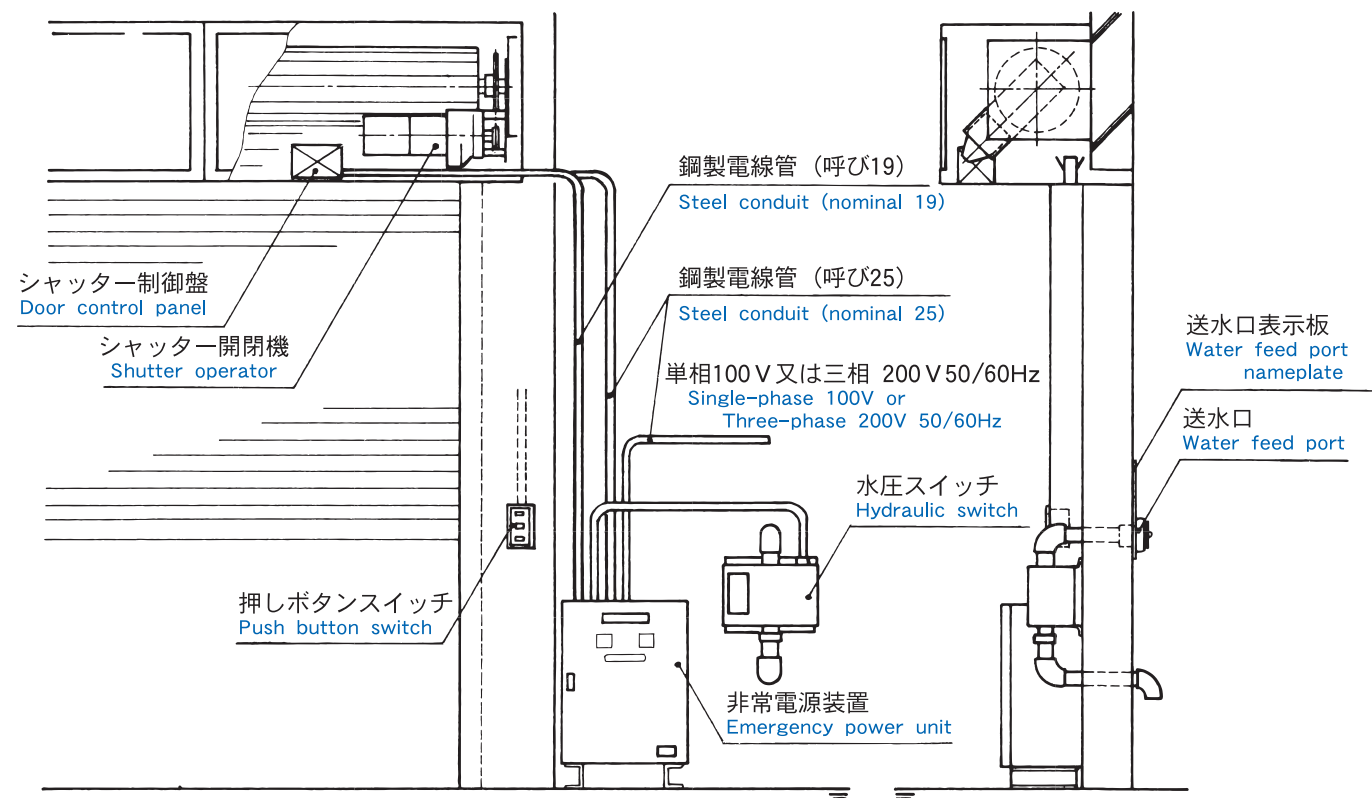 鋼製電線管（呼び19）
Steel conduit (nominal 19)
シャッター制御盤
Door control panel
鋼製電線管（呼び25）
Steel conduit (nominal 25)
シャッター開閉機
Shutter operator
単相100V又は三相 200V50/60Hz
Single-phase 100V or
Three-phase 200V 50/60Hz
送水口表示板
Water feed port
nameplate
送水口
Water feed port
水圧スイッチ
Hydraulic switch
押しボタンスイッチ
Push button switch
非常電源装置
Emergency power unit